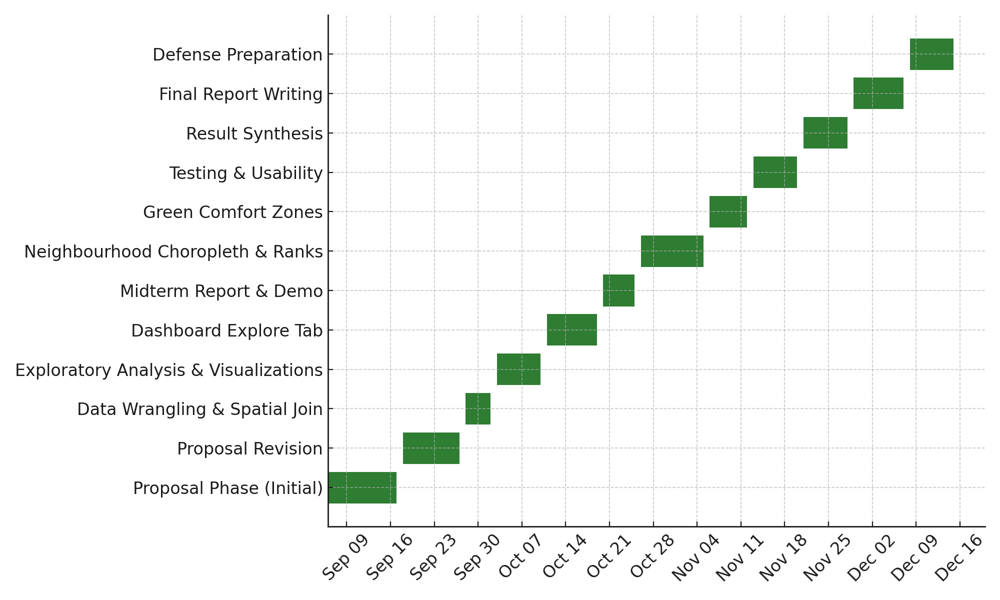 Defense Preparation
Final Report Writing
Result Synthesis
Testing & Usability
Green Comfort Zones
Neighbourhood Choropleth & Ranks
Midterm Report & Demo
Dashboard Explore Tab
Exploratory Analysis & Visualizations
Data Wrangling & Spatial Join
Proposal Revision
Proposal Phase (Initial)
Sep 09
Sep 16
Sep 23
Sep 30
Oct 07
Oct 14
Oct 21
Oct 28
Nov 04
Nov 11
Nov 18
Nov 25
Dec 02
Dec 09
Dec 16